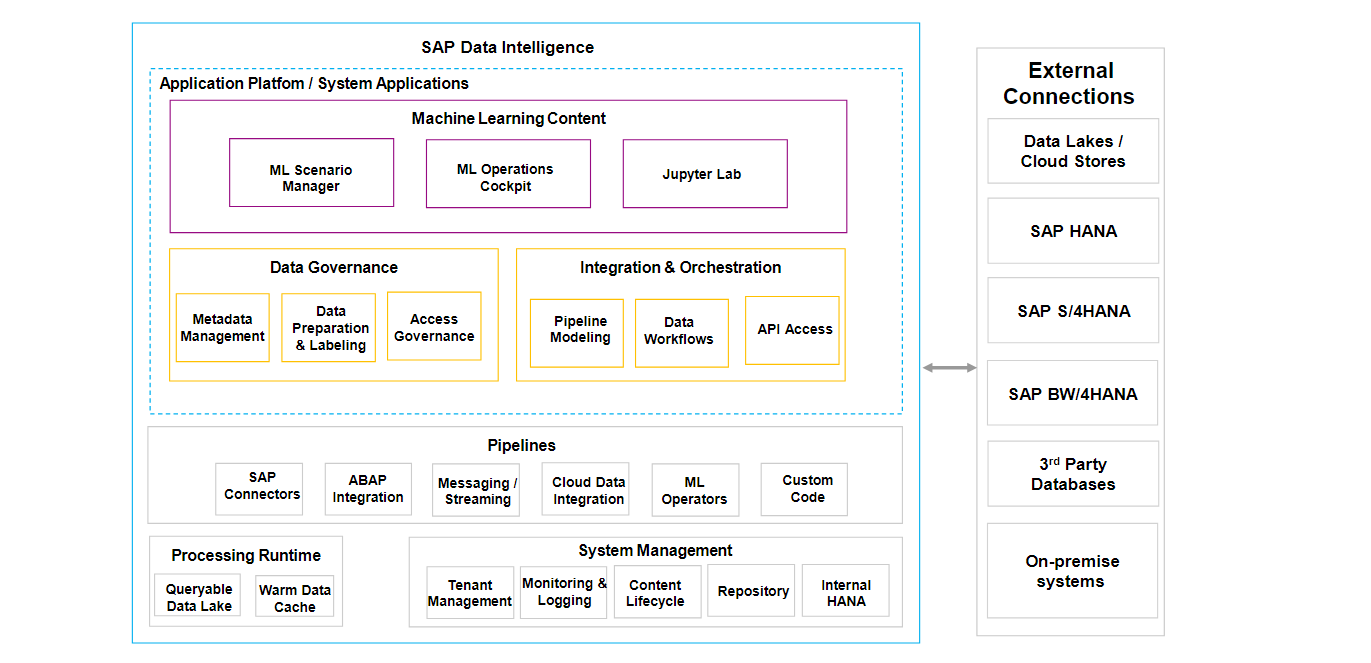 SAP Data Intelligence
Application Platfom / System Applications
Machine Learning Content
ML Scenario
Manager
ML Operations
Cockpit
Jupyter Lab
Data Governance
Metadata
Management
Data
Preparation
& Labeling
Access
Governance
Integration & Orchestration
Pipeline
Modeling
Data
Workflows
API Access
Pipelines
SAP
Connectors
ABAP
Integration
Messaging /
Streaming
Cloud Data
Integration
ML
Operators
Custom
Code
Processing Runtime
Queryable
Data Lake
Warm Data
Cache
System Management
Tenant
Management
Monitoring &
Logging
Content
Lifecycle
Repository
Internal
HANA
External
Connections
Data Lakes /
Cloud Stores
SAP HANA
SAP S/4HANA
SAP BW/4HANA
3rd Party
Databases
On-premise
systems